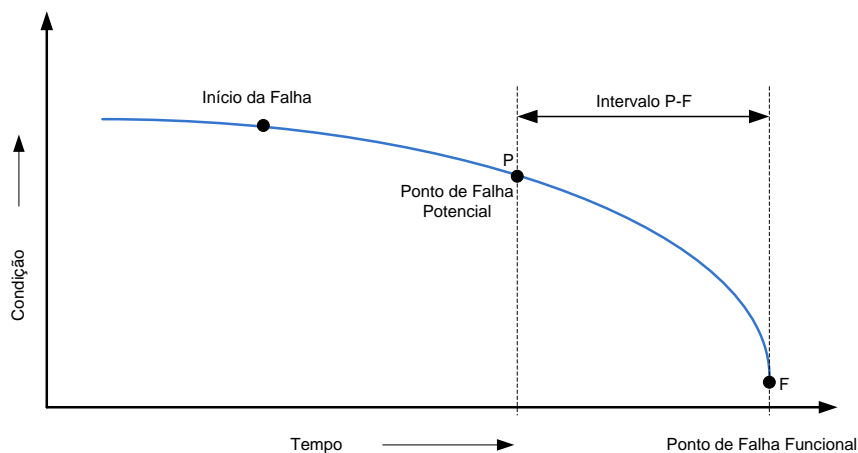 Início da Falha
Intervalo P-F
P
Ponto de Falha
Potencial
Condição
F
Tempo
Ponto de Falha Funcional